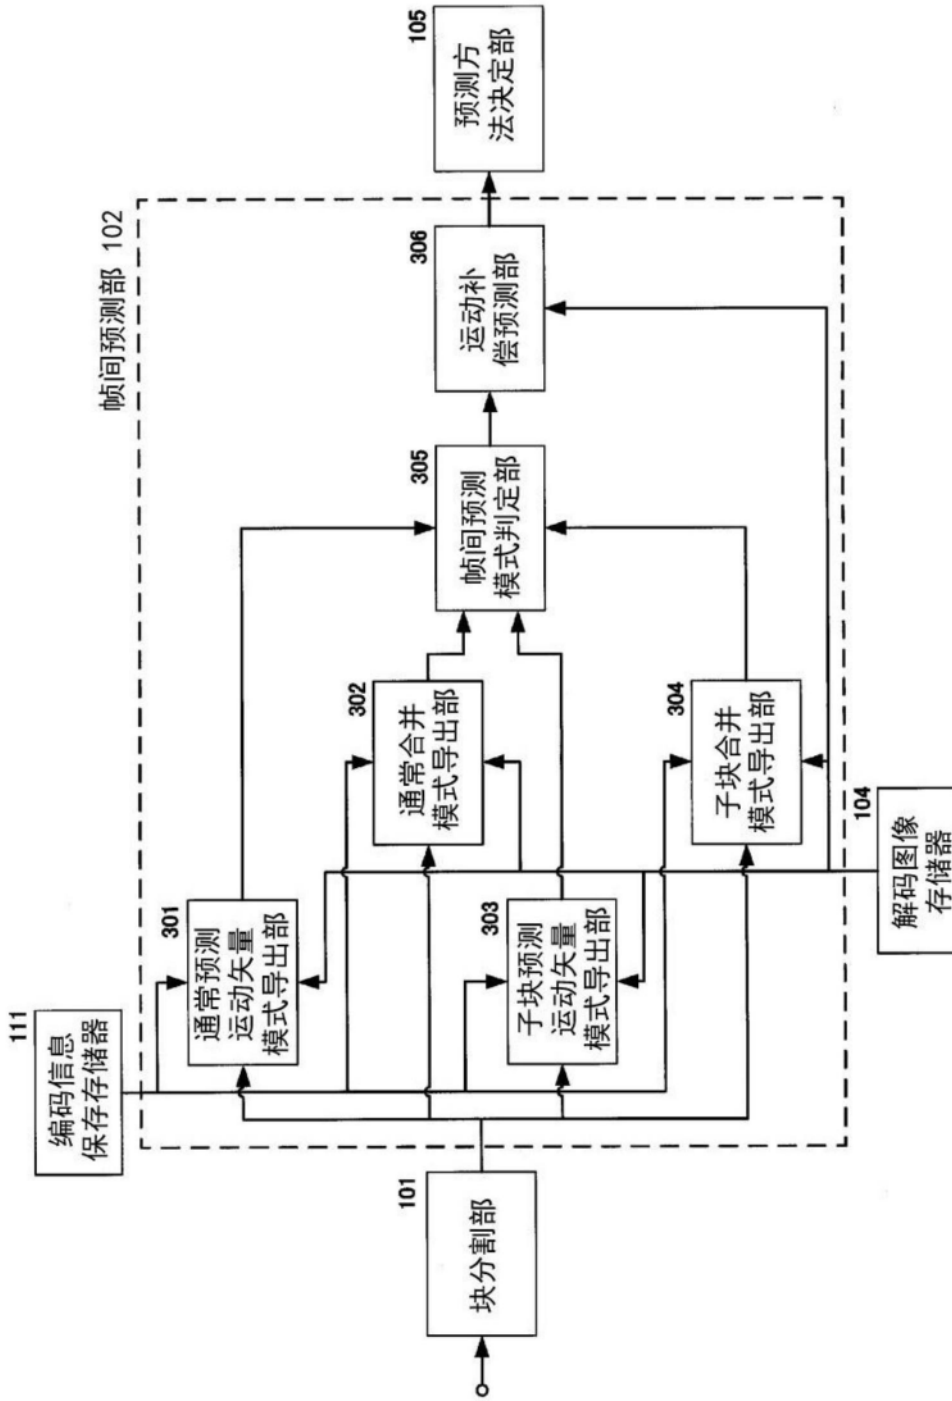 帧间预测部 102
111
编码信息
保存存储器
101
块分割部
301
通常预测
运动矢量
模式导出部
302
通常合并
模式导出部
303
子块预测
运动矢量
模式导出部
304
子块合并
模式导出部
305
帧间预测
模式判定部
306
运动补
偿预测部
105
预测方
法决定部
104
解码图像
存储器